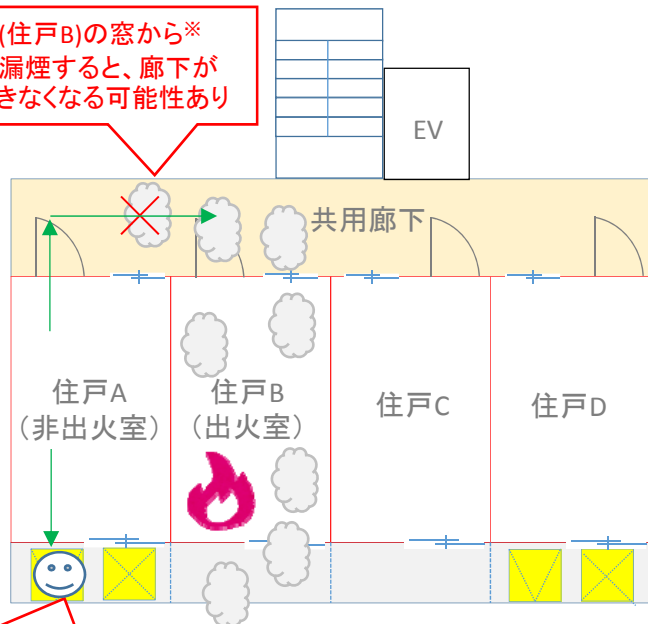 (住戸B)の窓から※
漏煙すると、廊下が
きなくなる可能性あり
EV
共用廊下
住戸A
（非出火室）
住戸B
（出火室）
住戸C
住戸D